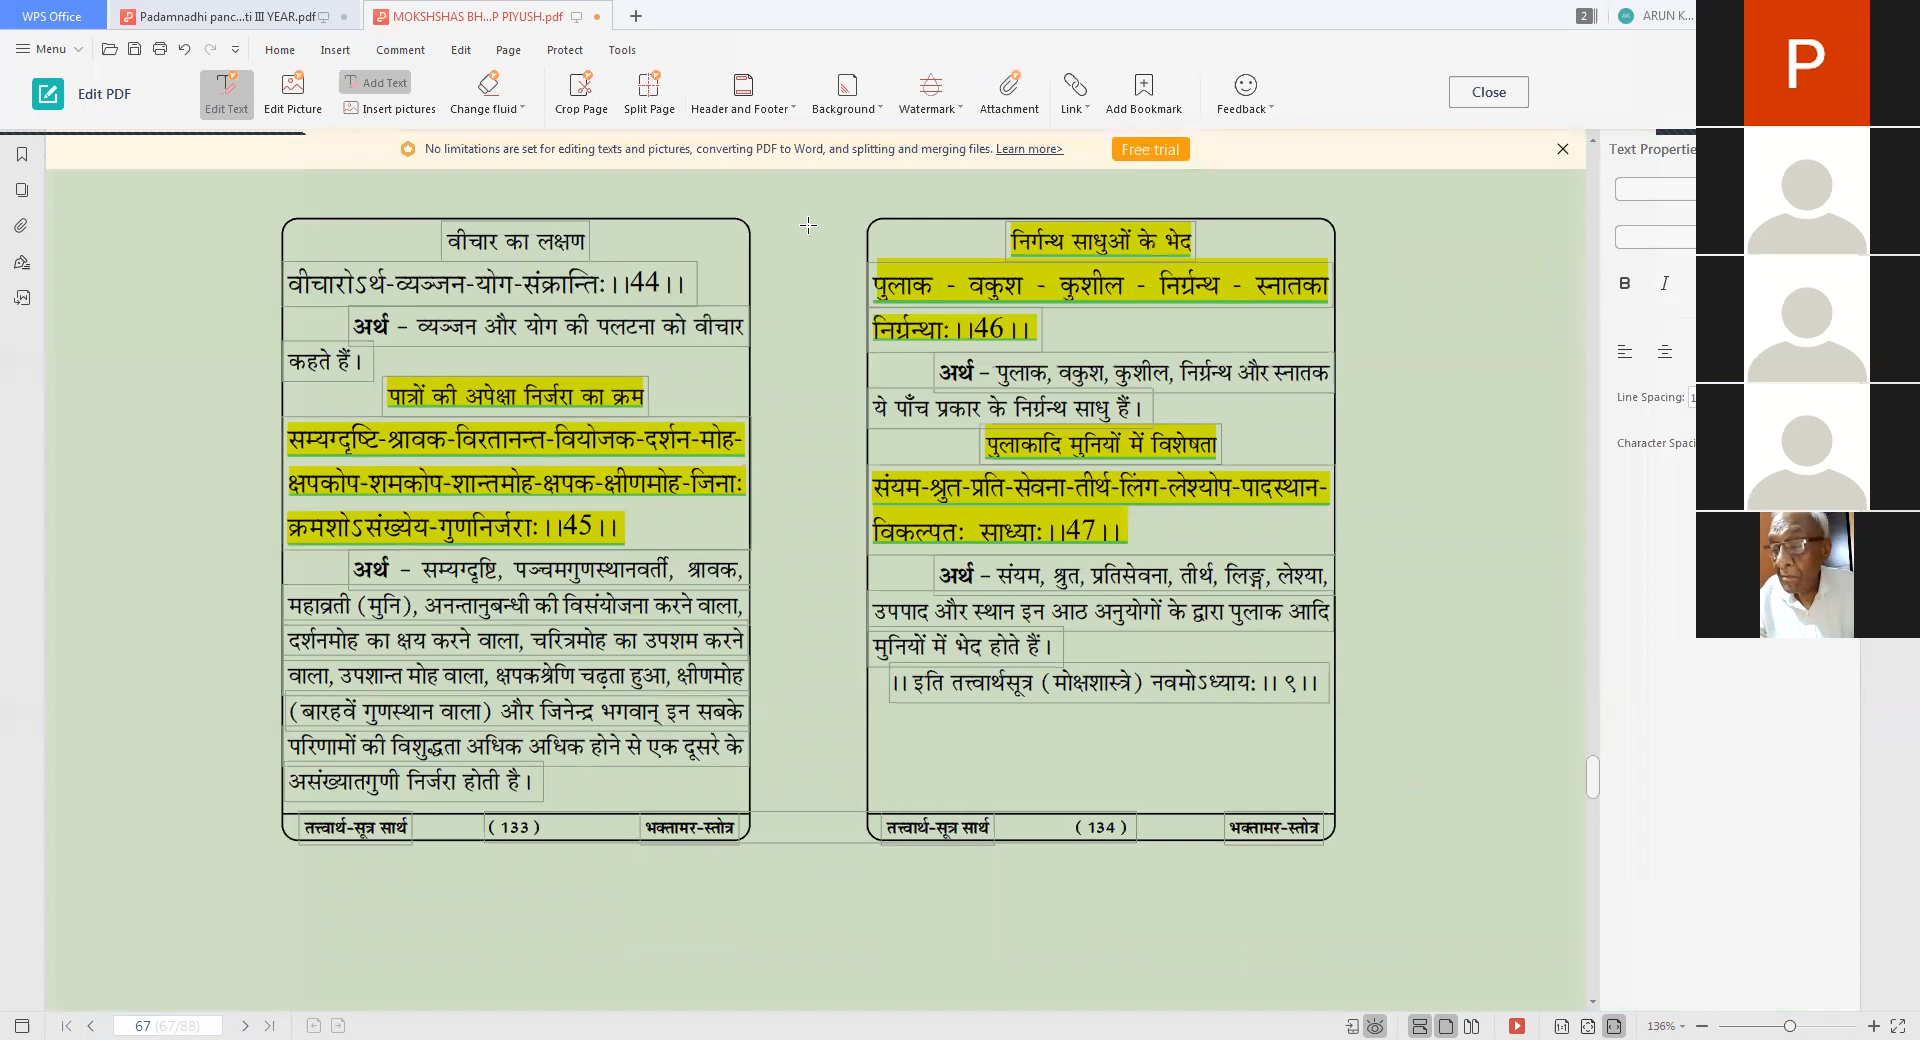 WPS Office
Padamnadhi panc...ti III YEAR.pdf
MOKSHSHAS BH...P PIYUSH.pdf
2
ARUN K...
Menu
Home
Insert
Comment
Edit
Page
Protect
Tools
Edit PDF
Edit Text
Edit Picture
Add Text
Insert pictures
Change fluid
Crop Page
Split Page
Header and Footer
Background
Watermark
Attachment
Link
Add Bookmark
Feedback
Close
P
No limitations are set for editing texts and pictures, converting PDF to Word, and splitting and merging files. Learn more>
Free trial
Text Propertie
B I
Line Spacing:
Character Spaci
वीचार का लक्षण
वीचारोऽर्थ-व्यञ्जन-योग-संक्रान्तिः।।44।।
अर्थ – व्यञ्जन और योग की पलटना को वीचार
कहते हैं।
पात्रों की अपेक्षा निर्जरा का क्रम
सम्यग्दृष्टि-श्रावक-विरतानन्त-वियोजक-दर्शन-मोह-
क्षपकोप-शमकोप-शान्तमोह-क्षपक-क्षीणमोह-जिनाः
क्रमशोऽसंख्येय-गुणनिर्जराः।।45।।
अर्थ – सम्यग्दृष्टि, पञ्चमगुणस्थानवर्ती, श्रावक,
महाव्रती (मुनि), अनन्तानुबन्धी की विसंयोजना करने वाला,
दर्शनमोह का क्षय करने वाला, चरित्रमोह का उपशम करने
वाला, उपशान्त मोह वाला, क्षपकश्रेणि चढ़ता हुआ, क्षीणमोह
(बारहवें गुणस्थान वाला) और जिनेन्द्र भगवान् इन सबके
परिणामों की विशुद्धता अधिक अधिक होने से एक दूसरे के
असंख्यातगुणी निर्जरा होती है।
तत्त्वार्थ-सूत्र सार्थ ( 133 ) भक्तामर-स्तोत्र
निर्गन्थ साधुओं के भेद
पुलाक - वकुश - कुशील - निर्ग्रन्थ - स्नातका
निर्ग्रन्थाः।।46।।
अर्थ – पुलाक, वकुश, कुशील, निर्ग्रन्थ और स्नातक
ये पाँच प्रकार के निर्ग्रन्थ साधु हैं।
पुलाकादि मुनियों में विशेषता
संयम-श्रुत-प्रति-सेवना-तीर्थ-लिंग-लेश्योप-पादस्थान-
विकल्पतः साध्याः।।47।।
अर्थ – संयम, श्रुत, प्रतिसेवना, तीर्थ, लिङ्ग, लेश्या,
उपपाद और स्थान इन आठ अनुयोगों के द्वारा पुलाक आदि
मुनियों में भेद होते हैं।
।। इति तत्त्वार्थसूत्र (मोक्षशास्त्रे) नवमोऽध्यायः।। ९।।
तत्त्वार्थ-सूत्र सार्थ ( 134 ) भक्तामर-स्तोत्र
67 (67/88)
136%